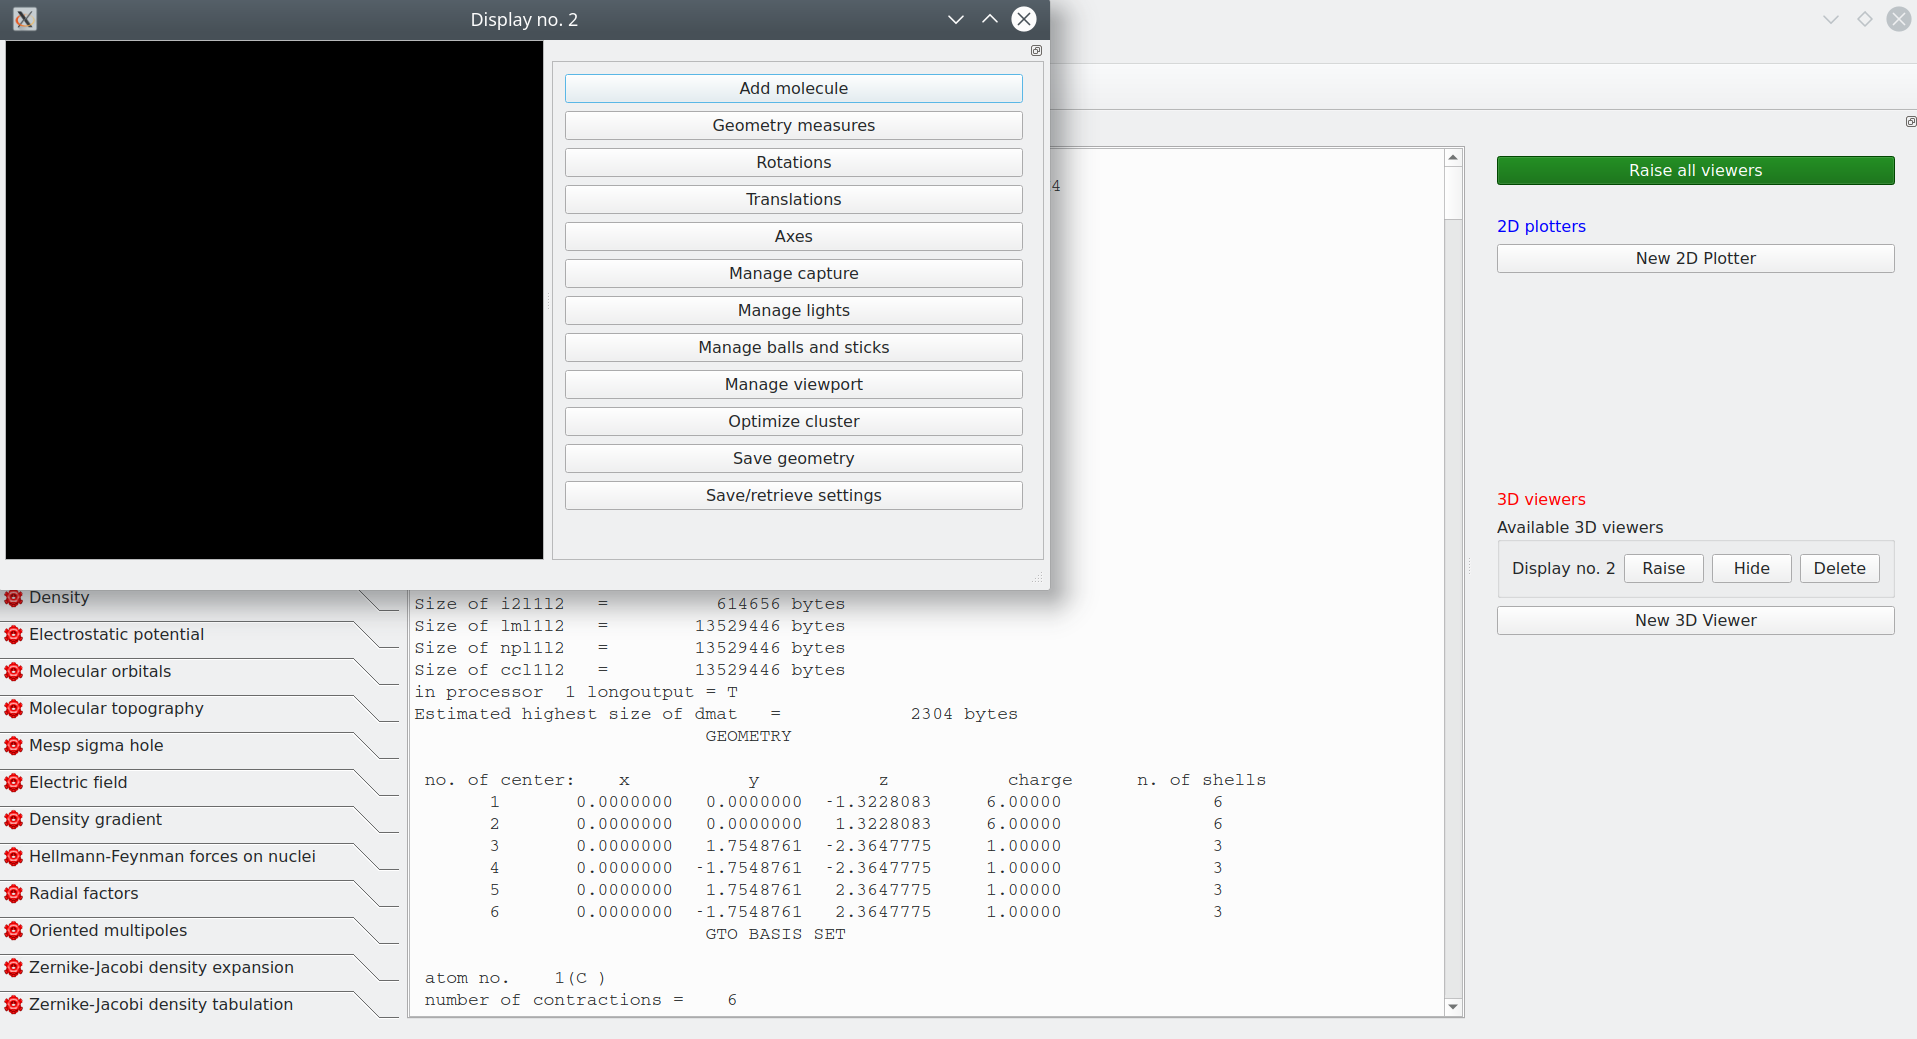 Display no. 2
Add molecule
Geometry measures
Rotations
Translations
Axes
Manage capture
Manage lights
Manage balls and sticks
Manage viewport
Optimize cluster
Save geometry
Save/retrieve settings
Density
Electrostatic potential
Molecular orbitals
Molecular topography
Mesp sigma hole
Electric field
Density gradient
Hellmann-Feynman forces on nuclei
Radial factors
Oriented multipoles
Zernike-Jacobi density expansion
Zernike-Jacobi density tabulation
4
Size of i2l1l2 = 614656 bytes
Size of lml1l2 = 13529446 bytes
Size of npl1l2 = 13529446 bytes
Size of ccl1l2 = 13529446 bytes
in processor 1 longoutput = T
Estimated highest size of dmat = 2304 bytes
GEOMETRY
no. of center: x y z charge n. of shells
1 0.0000000 0.0000000 -1.3228083 6.00000 6
2 0.0000000 0.0000000 1.3228083 6.00000 6
3 0.0000000 1.7548761 -2.3647775 1.00000 3
4 0.0000000 -1.7548761 -2.3647775 1.00000 3
5 0.0000000 1.7548761 2.3647775 1.00000 3
6 0.0000000 -1.7548761 2.3647775 1.00000 3
GTO BASIS SET
atom no. 1(C )
number of contractions = 6
Raise all viewers
2D plotters
New 2D Plotter
3D viewers
Available 3D viewers
Display no. 2 Raise Hide Delete
New 3D Viewer